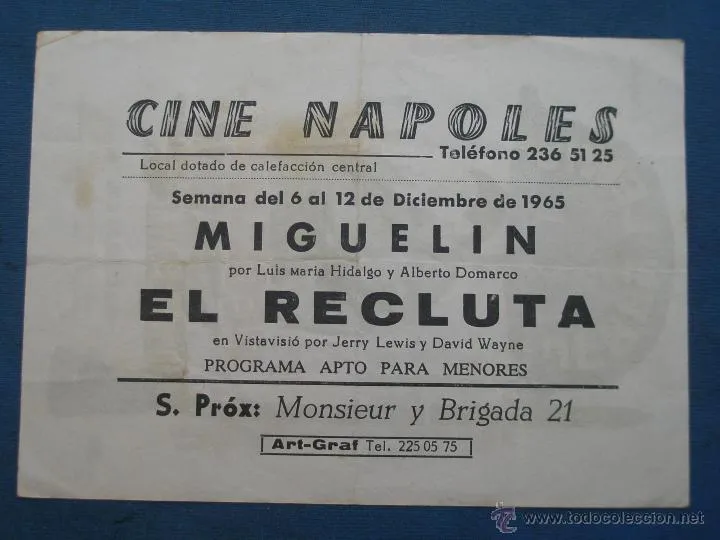 CINE NAPOLES
Teléfono 236 51 25
Local dotado de calefacción central
Semana del 6 al 12 de Diciembre de 1965
MIGUELIN
por Luis Maria Hidalgo y Alberto Domarco
EL RECLUTA
en Vistavisió por Jerry Lewis y David Wayne
PROGRAMA APTO PARA MENORES
S. Próx: Monsieur y Brigada 21
Art-Graf Tel. 225 05 75
© todocoleccion.net